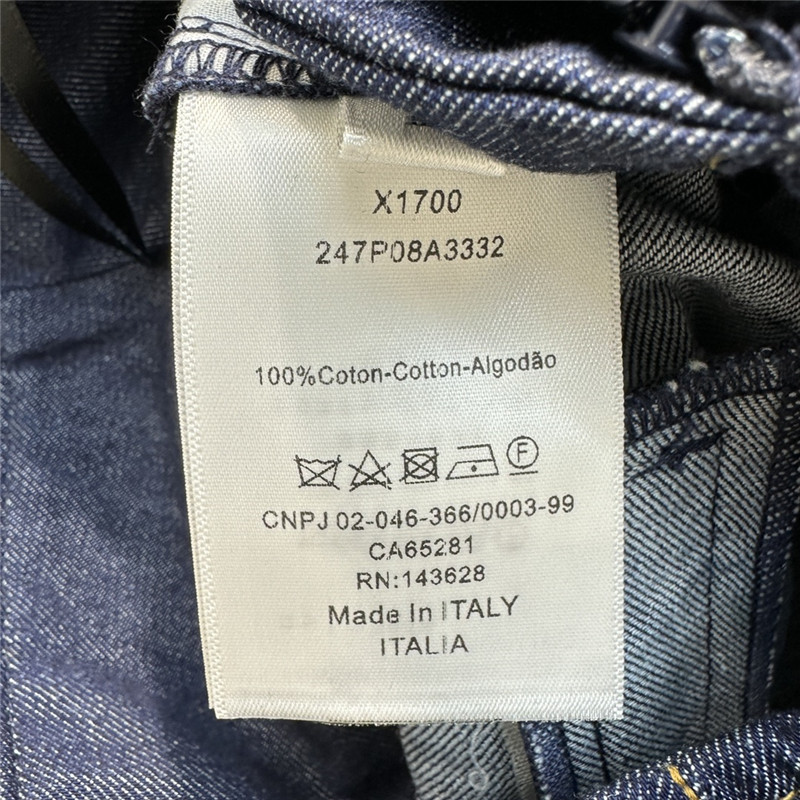 X1700
247P08A3332
100%Coton-Cotton-Algodão
F
CNPJ 02-046-366/0003-99
CA65281
RN:143628
Made In ITALY
ITALIA